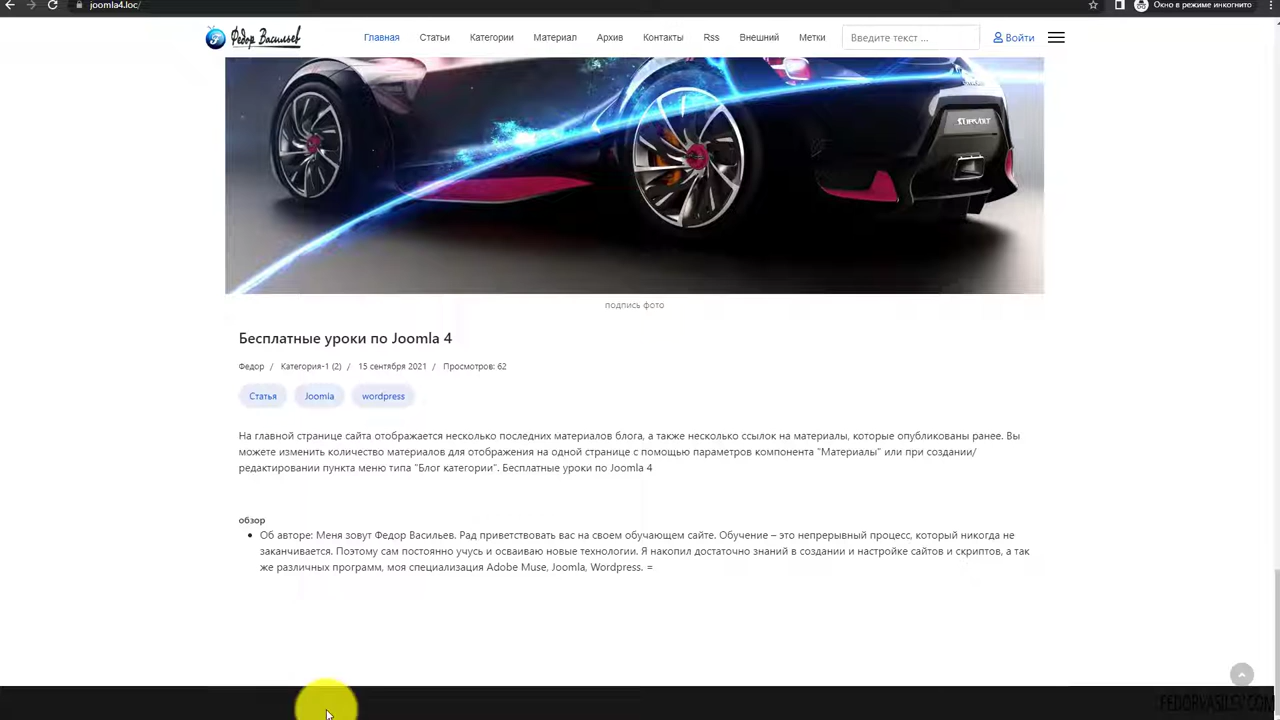 joomla4.loc/
Окно в режиме инкогнито
Федор Васильев
Главная Статьи Категории Материал Архив Контакты Rss Внешний Метки Введите текст ... Войти
подпись фото
Бесплатные уроки по Joomla 4
Федор / Категория-1 (2) / 15 сентября 2021 / Просмотров: 62
Статья Joomla wordpress
На главной странице сайта отображается несколько последних материалов блога, а также несколько ссылок на материалы, которые опубликованы ранее. Вы
можете изменить количество материалов для отображения на одной странице с помощью параметров компонента "Материалы" или при создании/
редактировании пункта меню типа "Блог категории". Бесплатные уроки по Joomla 4
обзор
Об авторе: Меня зовут Федор Васильев. Рад приветствовать вас на своем обучающем сайте. Обучение – это непрерывный процесс, который никогда не
заканчивается. Поэтому сам постоянно учусь и осваиваю новые технологии. Я накопил достаточно знаний в создании и настройке сайтов и скриптов, а так
же различных программ, моя специализация Adobe Muse, Joomla, Wordpress. =
FEDORVASILEV.COM